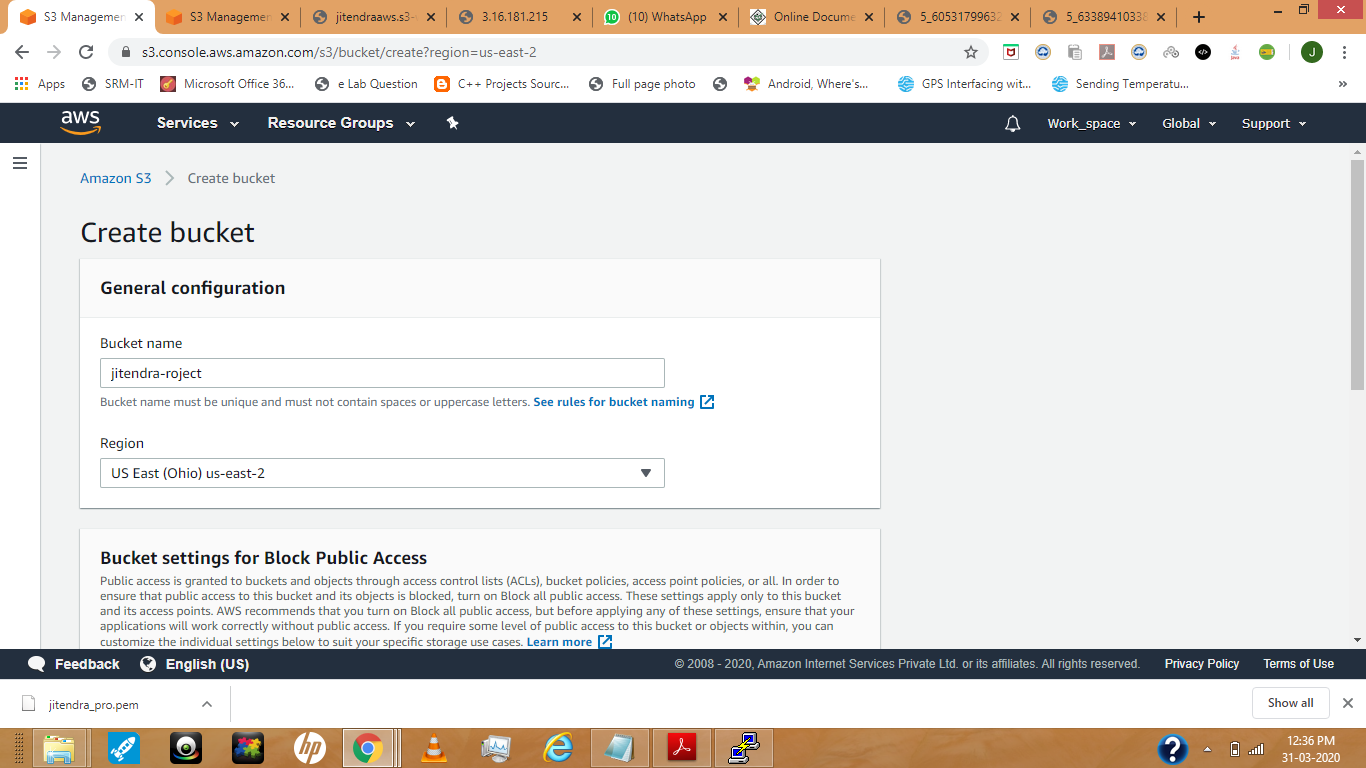 S3 Managemen
S3 Managemen
jitendraaws.s3-
3.16.181.215
(10) WhatsApp
Online Docume
5_6053179963
5_6338941033
s3.console.aws.amazon.com/s3/bucket/create?region=us-east-2
J
Apps
SRM-IT
Microsoft Office 36...
e Lab Question
C++ Projects Sourc...
Full page photo
Android, Where's...
GPS Interfacing wit...
Sending Temperatu...
»
aws
Services
Resource Groups
Work_space
Global
Support
Amazon S3
Create bucket
Create bucket
General configuration
Bucket name
jitendra-roject
Bucket name must be unique and must not contain spaces or uppercase letters. See rules for bucket naming
Region
US East (Ohio) us-east-2
Bucket settings for Block Public Access
Public access is granted to buckets and objects through access control lists (ACLs), bucket policies, access point policies, or all. In order to
ensure that public access to this bucket and its objects is blocked, turn on Block all public access. These settings apply only to this bucket
and its access points. AWS recommends that you turn on Block all public access, but before applying any of these settings, ensure that your
applications will work correctly without public access. If you require some level of public access to this bucket or objects within, you can
customize the individual settings below to suit your specific storage use cases. Learn more
Feedback
English (US)
© 2008 - 2020, Amazon Internet Services Private Ltd. or its affiliates. All rights reserved.
Privacy Policy
Terms of Use
jitendra_pro.pem
Show all
hp
12:36 PM
31-03-2020